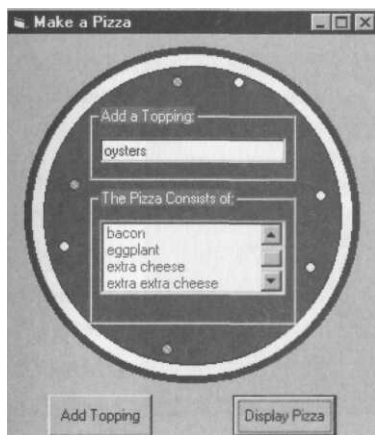 Make a Pizza
Add a Topping:
oysters
The Pizza Consists of:
bacon
eggplant
extra cheese
extra extra cheese
Add Topping
Display Pizza